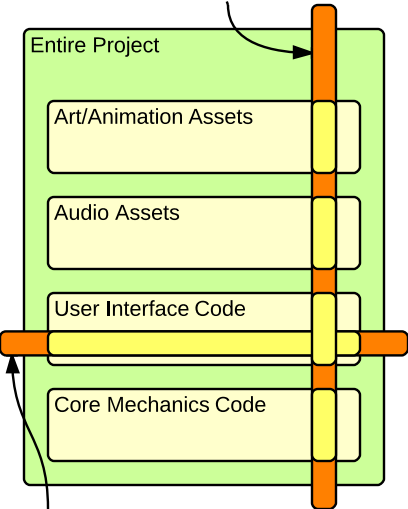 Entire Project
Art/Animation Assets
Audio Assets
User Interface Code
Core Mechanics Code